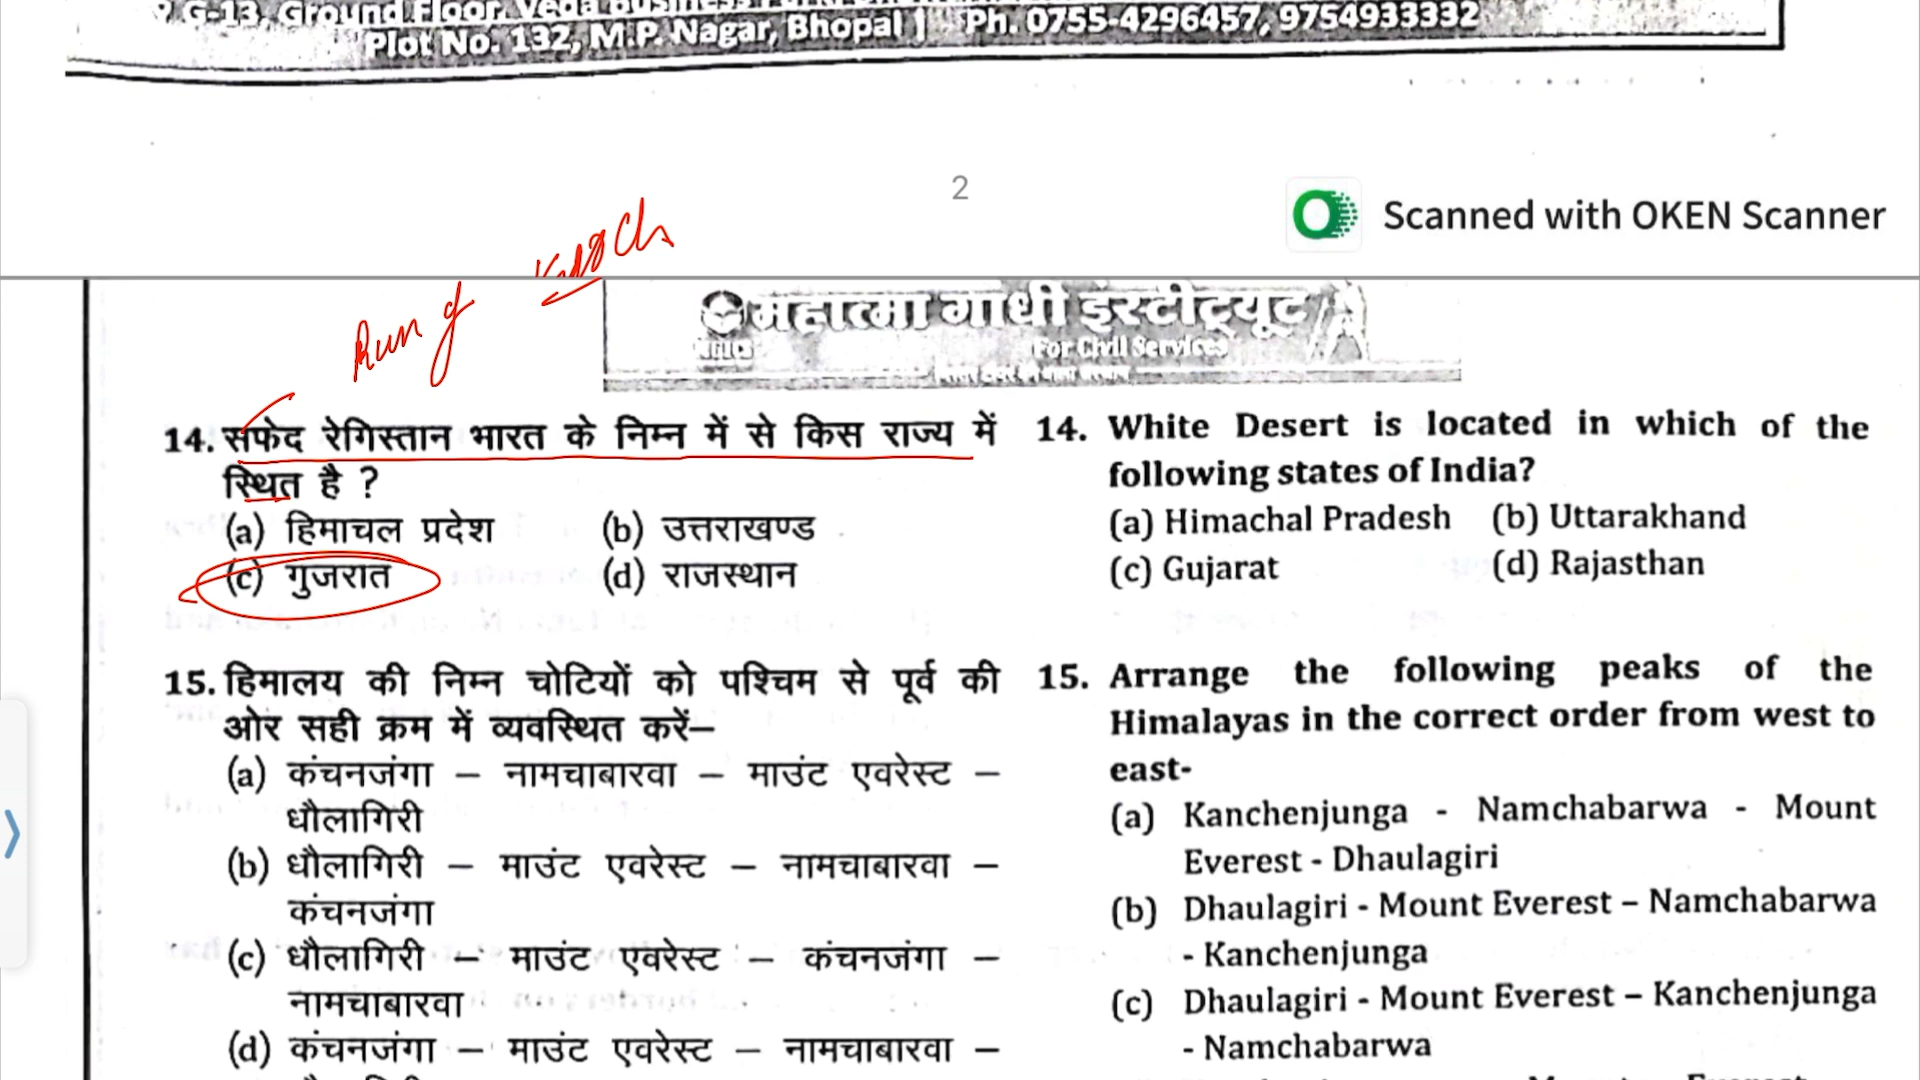 G-13, Ground Floor, Veda Business
Plot No. 132, M.P. Nagar, Bhopal | Ph. 0755-4296457, 9754933332
2
Scanned with OKEN Scanner
Run of
महात्मा गांधी इंस्टीट्यूट
For Civil Services
14. सफेद रेगिस्तान भारत के निम्न में से किस राज्य में
स्थित है ?
(a) हिमाचल प्रदेश (b) उत्तराखण्ड
(c) गुजरात (d) राजस्थान
15. हिमालय की निम्न चोटियों को पश्चिम से पूर्व की
ओर सही क्रम में व्यवस्थित करें–
(a) कंचनजंगा – नामचाबारवा – माउंट एवरेस्ट –
धौलागिरी
(b) धौलागिरी – माउंट एवरेस्ट – नामचाबारवा –
कंचनजंगा
(c) धौलागिरी – माउंट एवरेस्ट – कंचनजंगा –
नामचाबारवा
(d) कंचनजंगा – माउंट एवरेस्ट – नामचाबारवा –
14. White Desert is located in which of the
following states of India?
(a) Himachal Pradesh (b) Uttarakhand
(c) Gujarat (d) Rajasthan
15. Arrange the following peaks of the
Himalayas in the correct order from west to
east-
(a) Kanchenjunga - Namchabarwa - Mount
Everest - Dhaulagiri
(b) Dhaulagiri - Mount Everest – Namchabarwa
- Kanchenjunga
(c) Dhaulagiri - Mount Everest – Kanchenjunga
- Namchabarwa